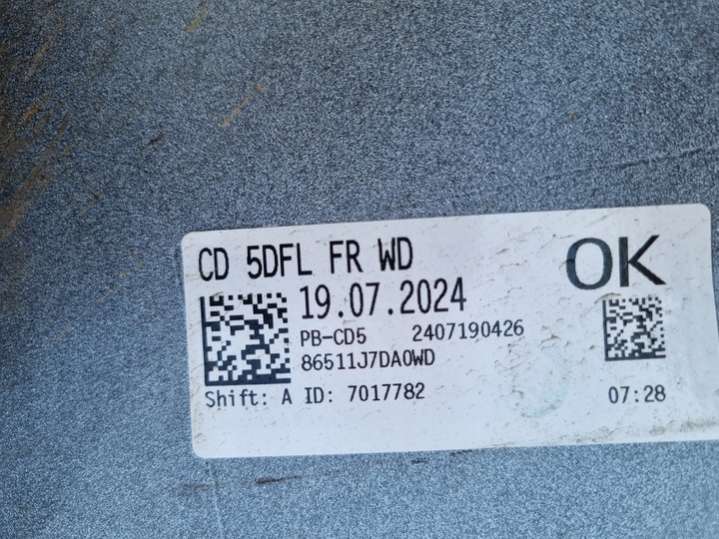 CD 5DFL FR WD
OK
19.07.2024
PB-CD5 2407190426
86511J7DA0WD
Shift: A ID: 7017782
07:28